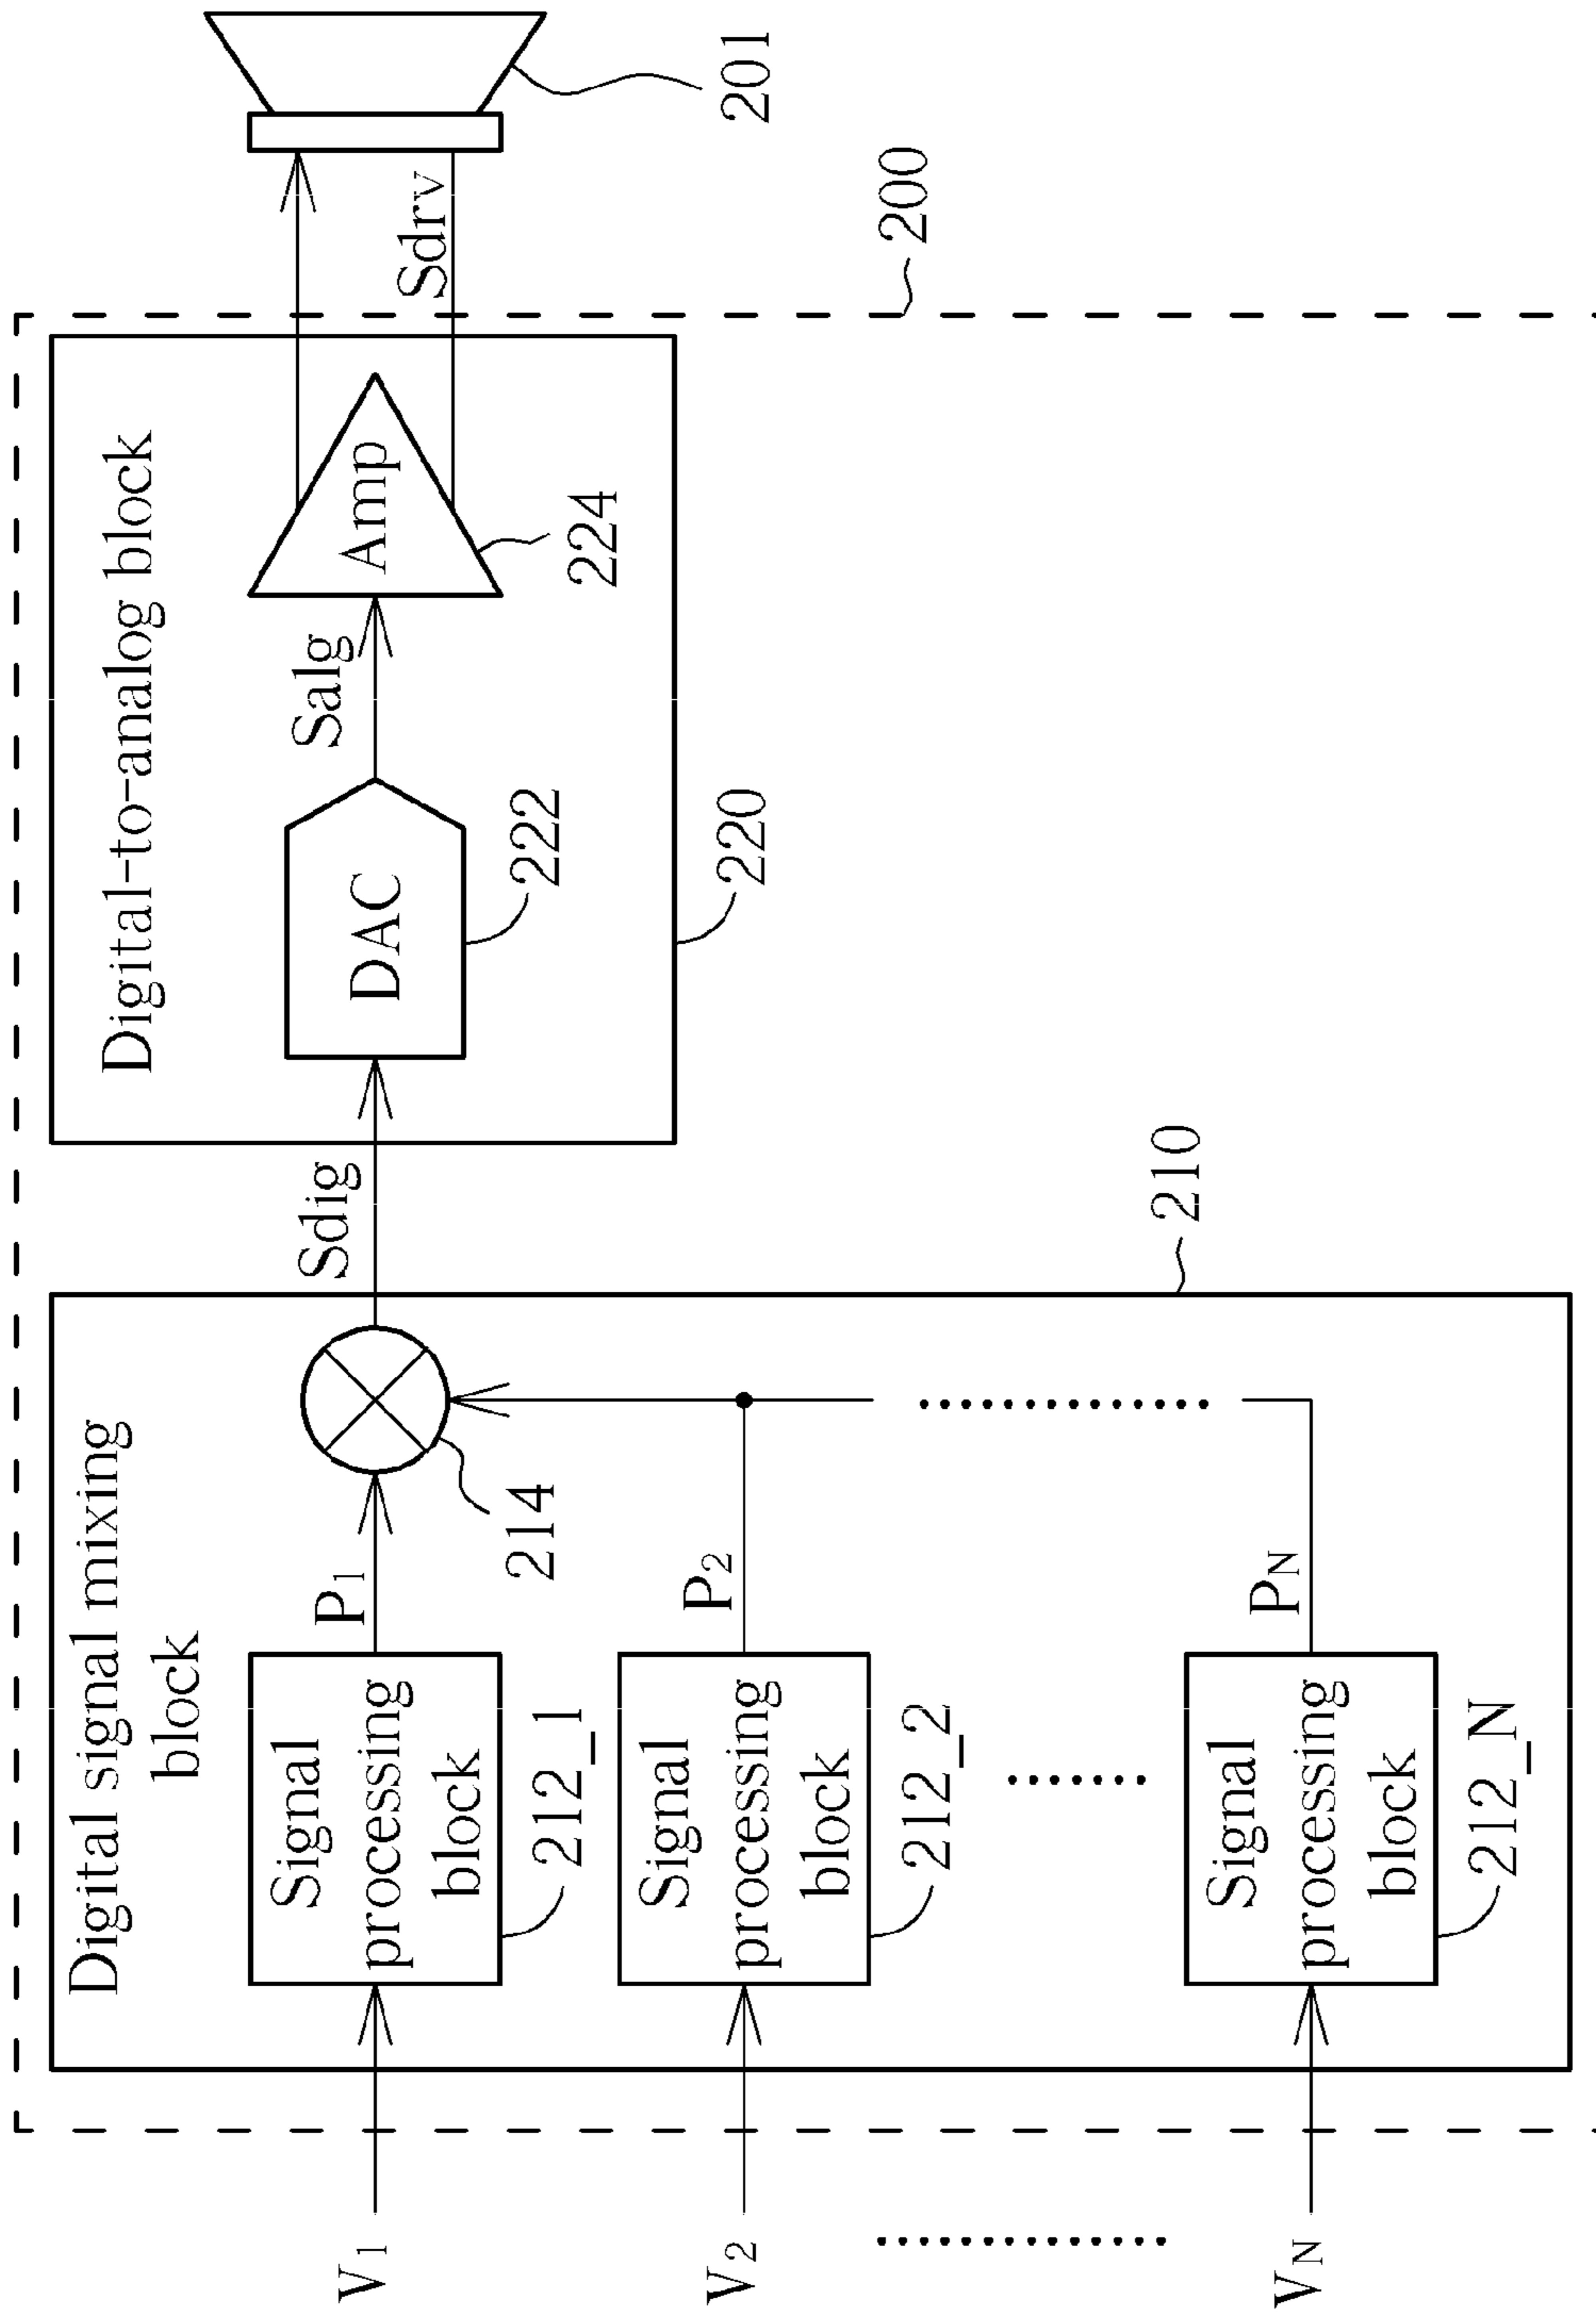 Digital signal mixing
block
V1
Signal
processing
block
212_1
P1
214
Sdig
V2
Signal
processing
block
212_2
P2
VN
Signal
processing
block
212_N
PN
210
Digital-to-analog block
DAC
222
Salg
Amp
224
220
Sdrv
200
201